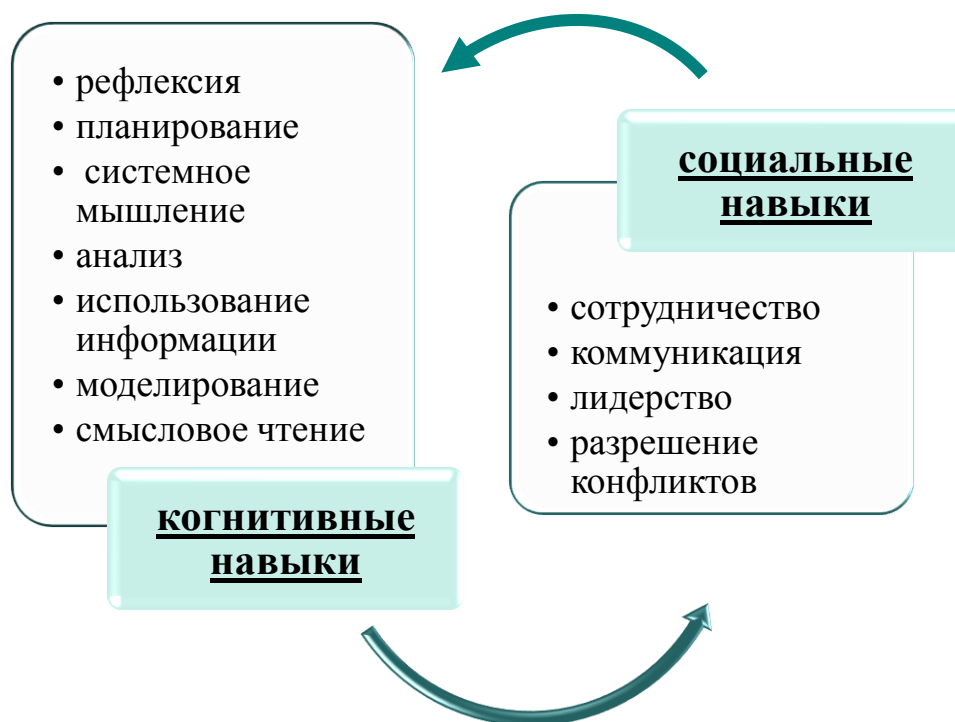 • рефлексия
• планирование
• системное
мышление
• анализ
• использование
информации
• моделирование
• смысловое чтение
когнитивные
навыки
социальные
навыки
• сотрудничество
• коммуникация
• лидерство
• разрешение
конфликтов